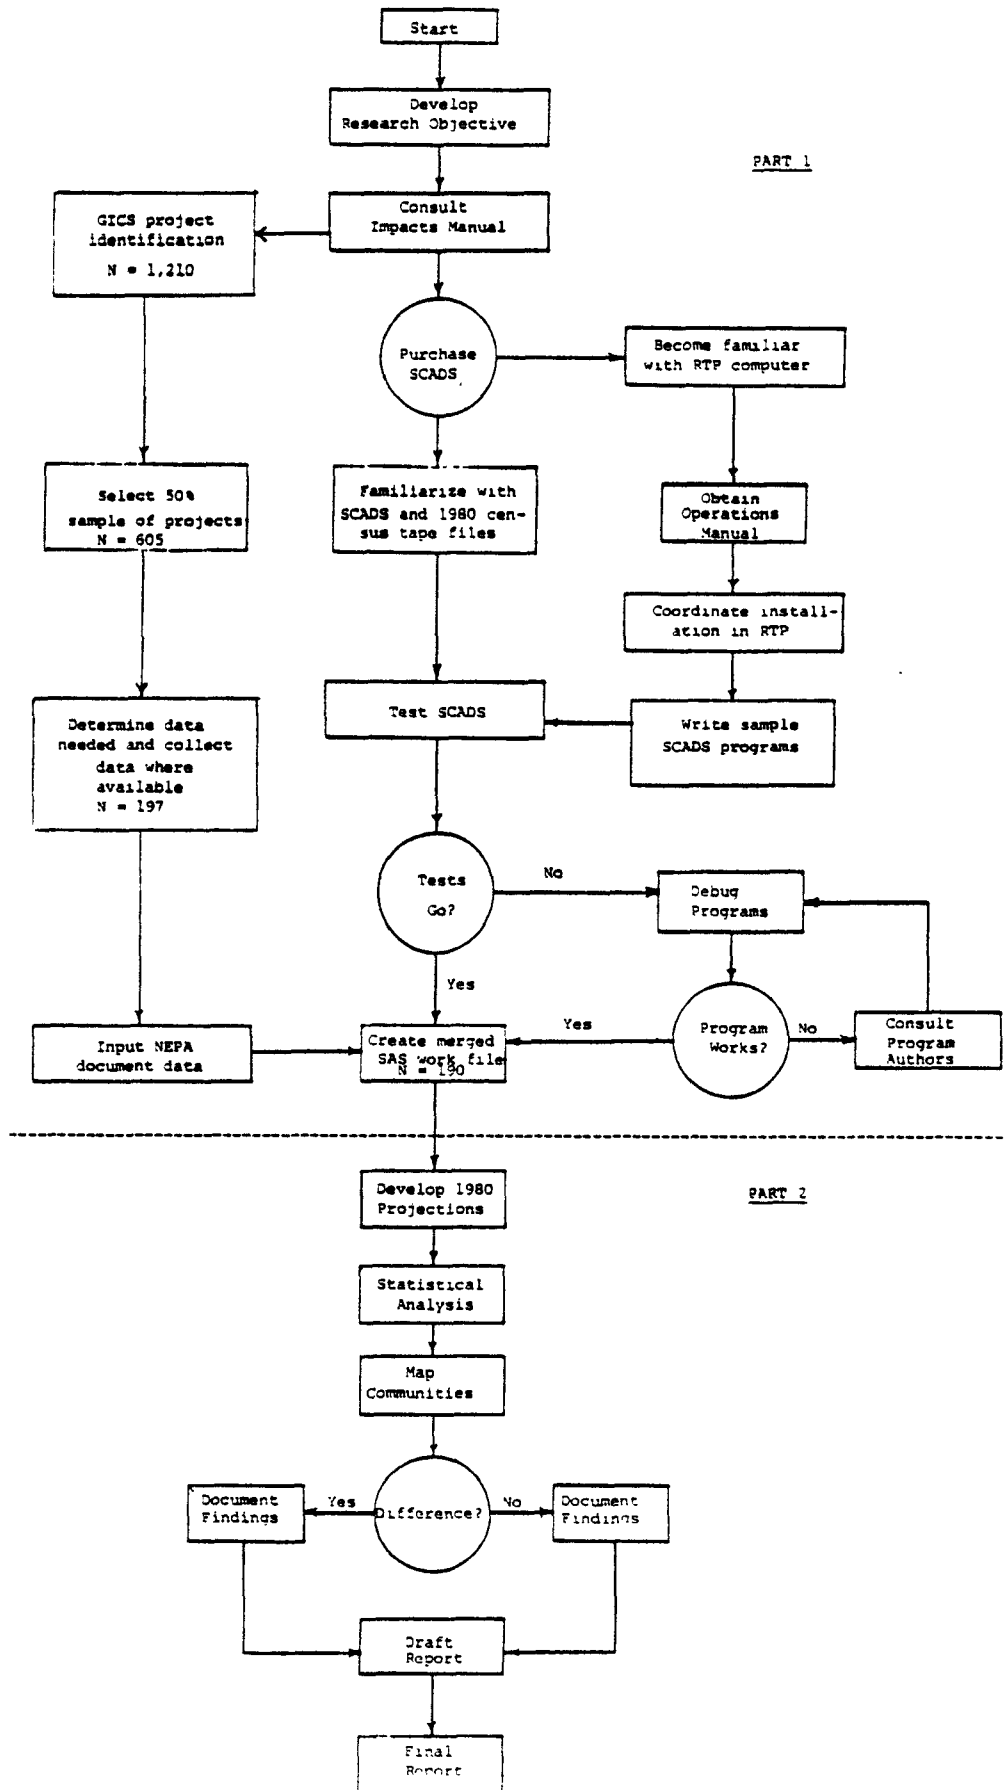 Start
Develop
Research Objective
PART 1
Consult
Impacts Manual
GICS project
identification
N = 1,210
Purchase
SCADS
Become familiar
with RTP computer
Select 50%
sample of projects
N = 605
Familiarize with
SCADS and 1980 cen-
sus tape files
Obtain
Operations
Manual
Coordinate install-
ation in RTP
Determine data
needed and collect
data where
available
N = 197
Test SCADS
Write sample
SCADS programs
Tests
Go?
No
Debug
Programs
Yes
Input NEPA
document data
Create merged
SAS work file
N = 190
Yes
Program
Works?
No
Consult
Program
Authors
Develop 1980
Projections
PART 2
Statistical
Analysis
Map
Communities
Document
Findings
Yes
Difference?
No
Document
Findings
Draft
Report
Final
Report